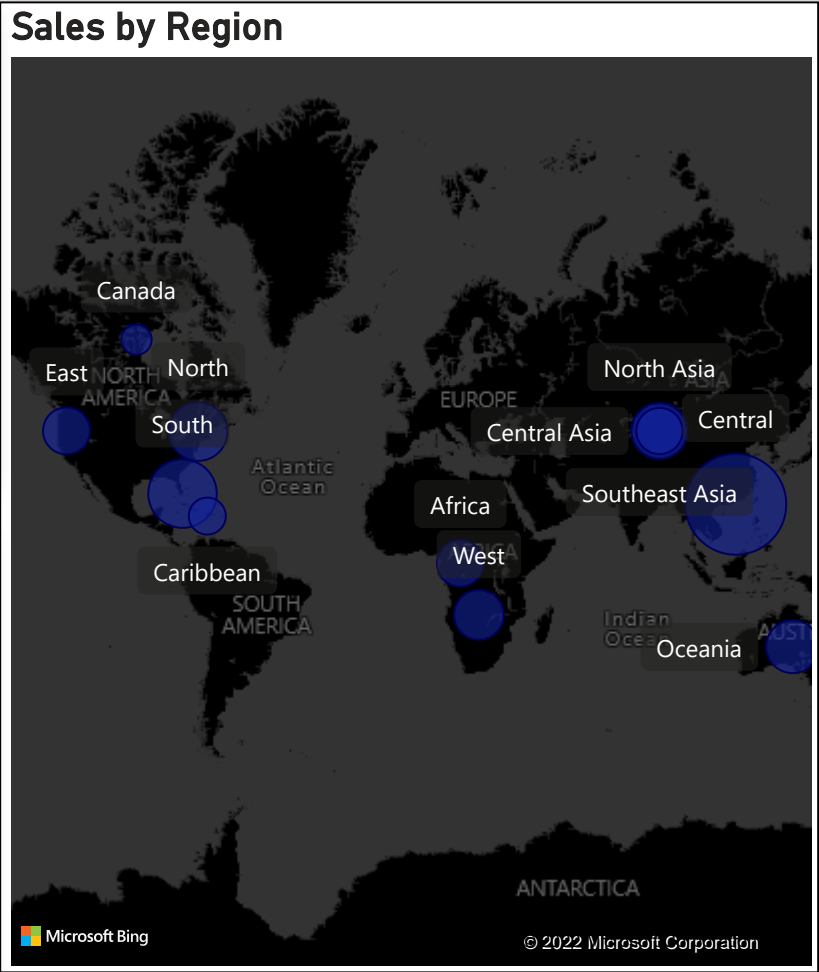 Sales by Region
Canada
North Asia
North
East
NORTH
AMERICA
ASIA
EUROPE
Central
South
Central Asia
Atlantic
Ocean
Southeast Asia
Africa
West
Caribbean
SOUTH
AMERICA
Indian
Oceania
ANTARCTICA
Microsoft Bing
© 2022 Microsoft Corporation